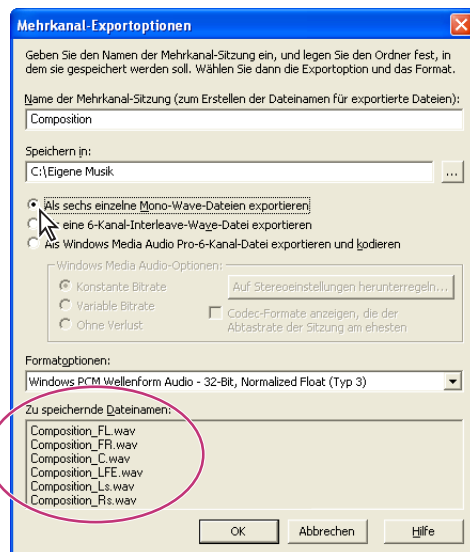 Mehrkanal-Exportoptionen
Geben Sie den Namen der Mehrkanal-Sitzung ein, und legen Sie den Ordner fest, in
dem sie gespeichert werden soll. Wählen Sie dann die Exportoption und das Format.
Name der Mehrkanal-Sitzung (zum Erstellen der Dateinamen für exportierte Dateien):
Composition
Speichern in:
C:\Eigene Musik
...
Als sechs einzelne Mono-Wave-Dateien exportieren
eine 6-Kanal-Interleave-Wave-Datei exportieren
Als Windows Media Audio Pro-6-Kanal-Datei exportieren und kodieren
Windows Media Audio-Optionen:
Konstante Bitrate
Auf Stereoeinstellungen herunterregeln...
Variable Bitrate
Codec-Formate anzeigen, die der
Ohne Verlust
Abtastrate der Sitzung am ehesten
Formatoptionen:
Windows PCM Wellenform Audio - 32-Bit, Normalized Float (Typ 3)
Zu speichernde Dateinamen:
Composition_FL.wav
Composition_FR.wav
Composition_C.wav
Composition_LFE.wav
Composition_Ls.wav
Composition_Rs.wav
OK
Abbrechen
Hilfe